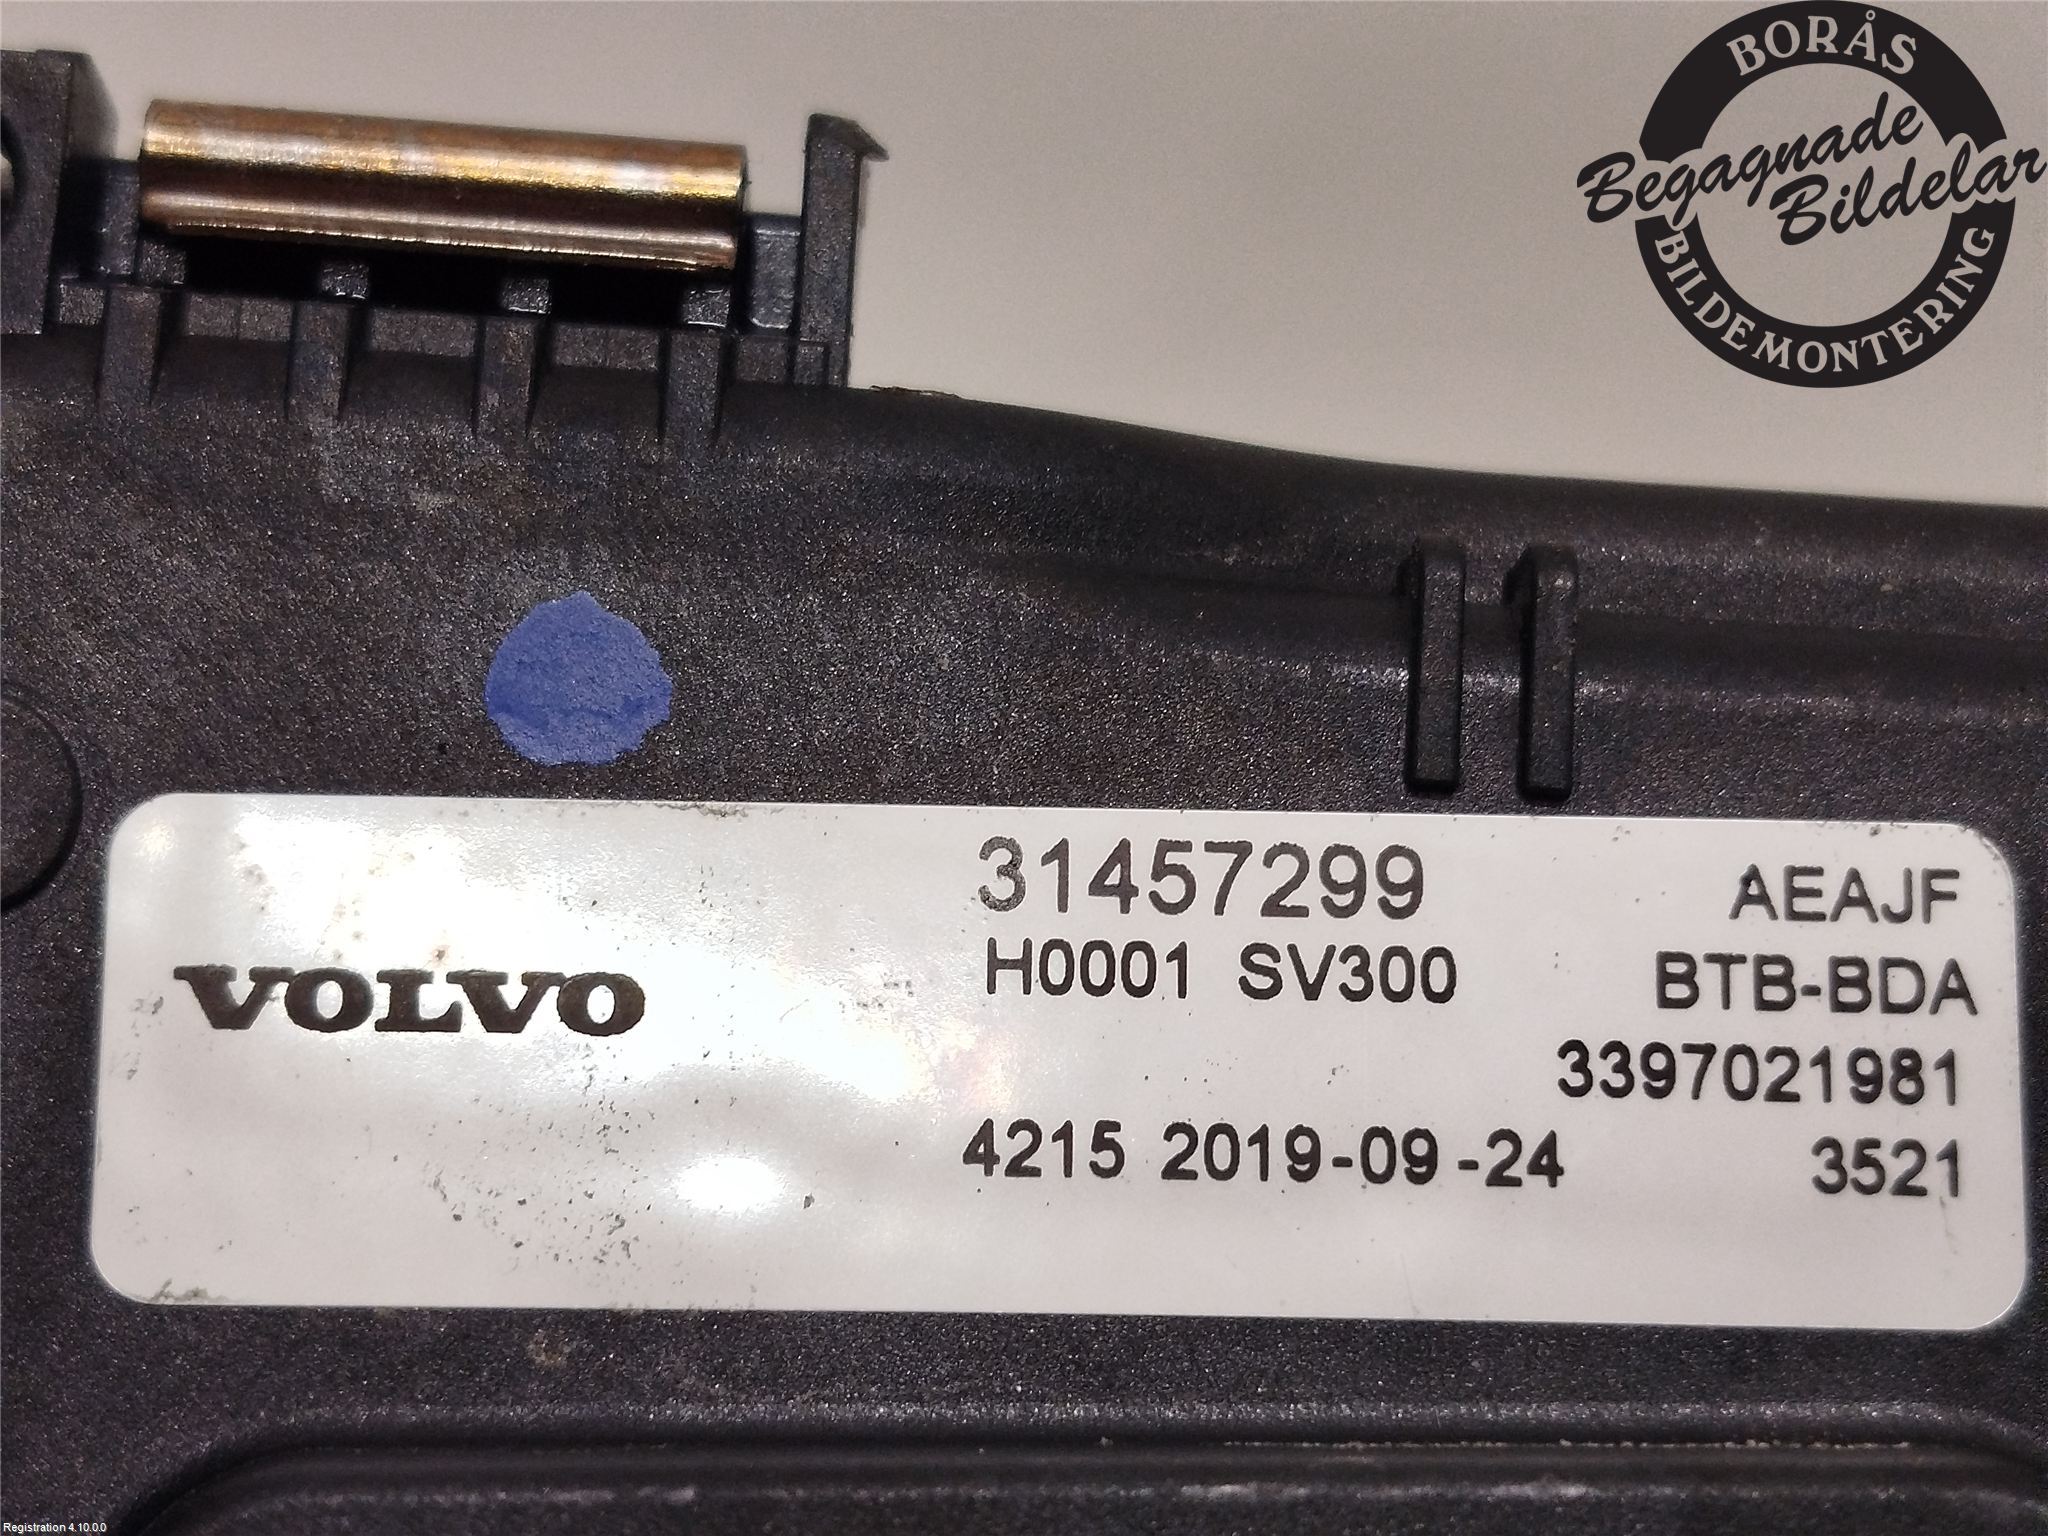 BORÅS
Begagnade
Bildelar
BILDEMONTERING
VOLVO
31457299
H0001 SV300
4215 2019-09-24
AEAJF
BTB-BDA
3397021981
3521
Registration 4.10.0.0